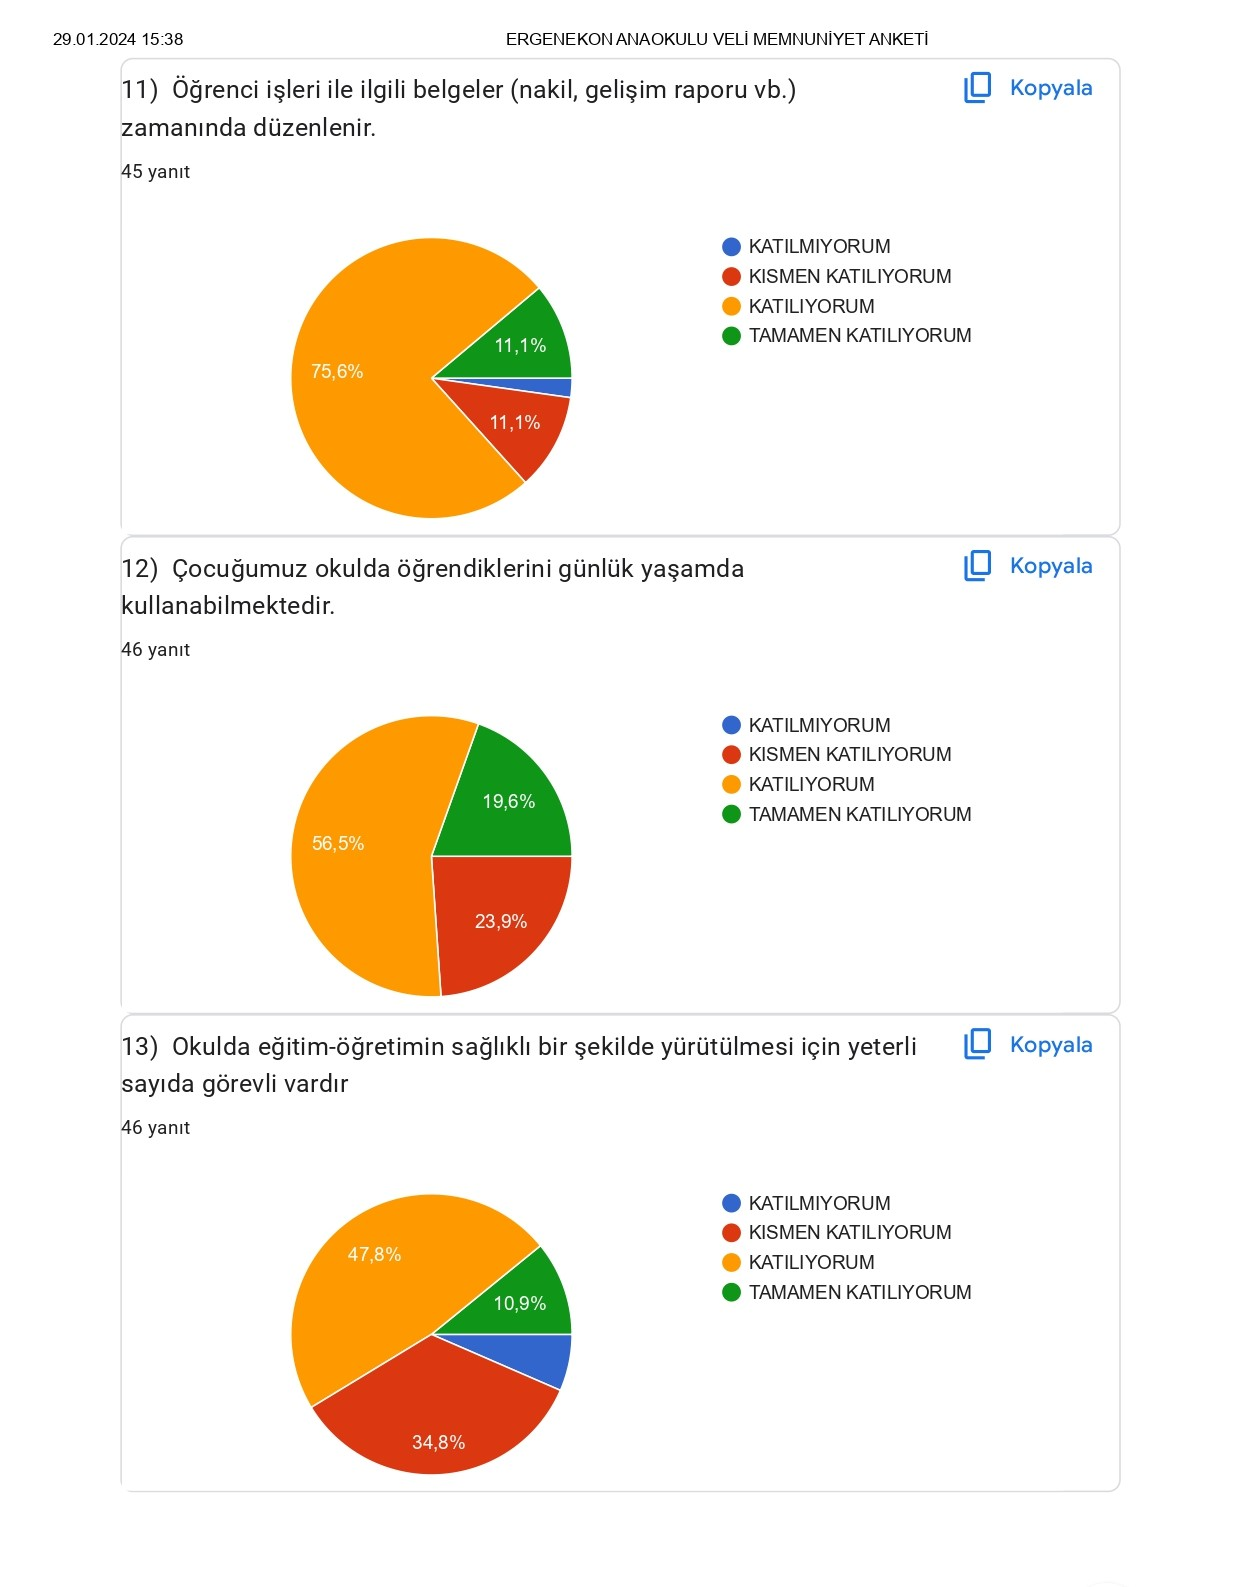 29.01.2024 15:38
ERGENEKON ANAOKULU VELİ MEMNUNİYET ANKETİ
11) Öğrenci işleri ile ilgili belgeler (nakil, gelişim raporu vb.)
zamanında düzenlenir.
Kopyala
45 yanıt
KATILMIYORUM
KISMEN KATILIYORUM
KATILIYORUM
TAMAMEN KATILIYORUM
11,1%
75,6%
11,1%
12) Çocuğumuz okulda öğrendiklerini günlük yaşamda
kullanabilmektedir.
Kopyala
46 yanıt
KATILMIYORUM
KISMEN KATILIYORUM
KATILIYORUM
TAMAMEN KATILIYORUM
19,6%
56,5%
23,9%
13) Okulda eğitim-öğretimin sağlıklı bir şekilde yürütülmesi için yeterli
sayıda görevli vardır
Kopyala
46 yanıt
KATILMIYORUM
KISMEN KATILIYORUM
KATILIYORUM
TAMAMEN KATILIYORUM
47,8%
10,9%
34,8%